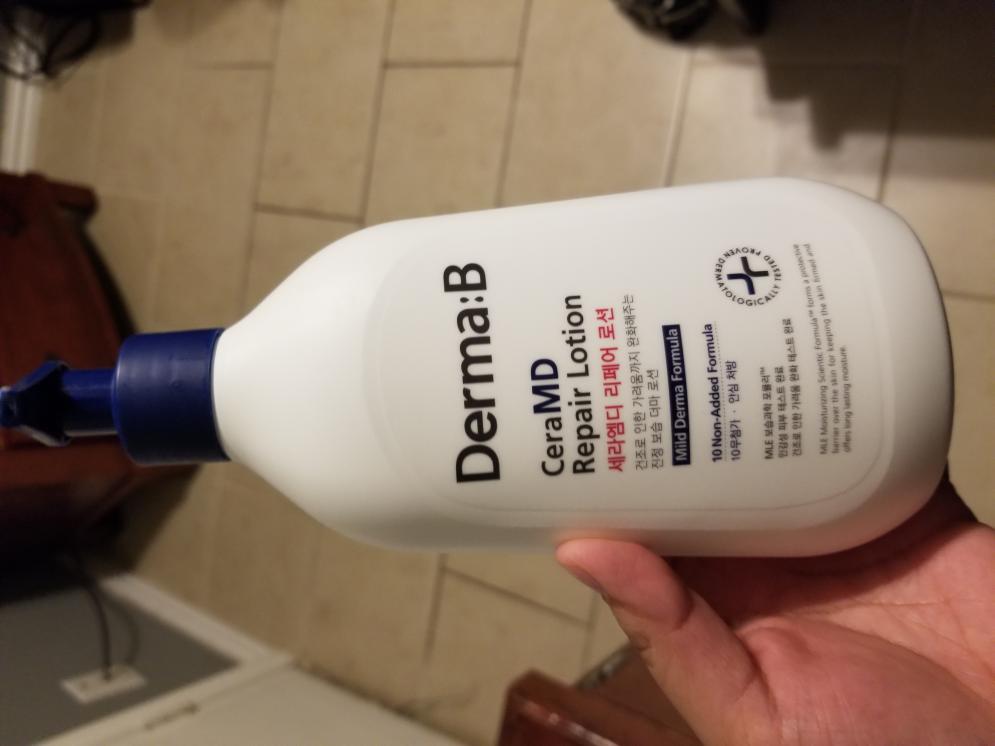 Derma:B
CeraMD
Repair Lotion
세라엠디 리페어 로션
건조로 인한 가려움까지 완화해주는
진정 보습 더마 로션
Mild Derma Formula
10 Non-Added Formula
10무첨가 · 안심 처방
MLE 보습과학 포뮬러™
민감성 피부 테스트 완료
건조로 인한 가려움 완화 테스트 완료
PROVEN DERMATOLOGICALLY TESTED
MLE Moisturizing Scientic Formula™ forms a protective
barrier over the skin for keeping the skin firmed and
offers long lasting moisture.